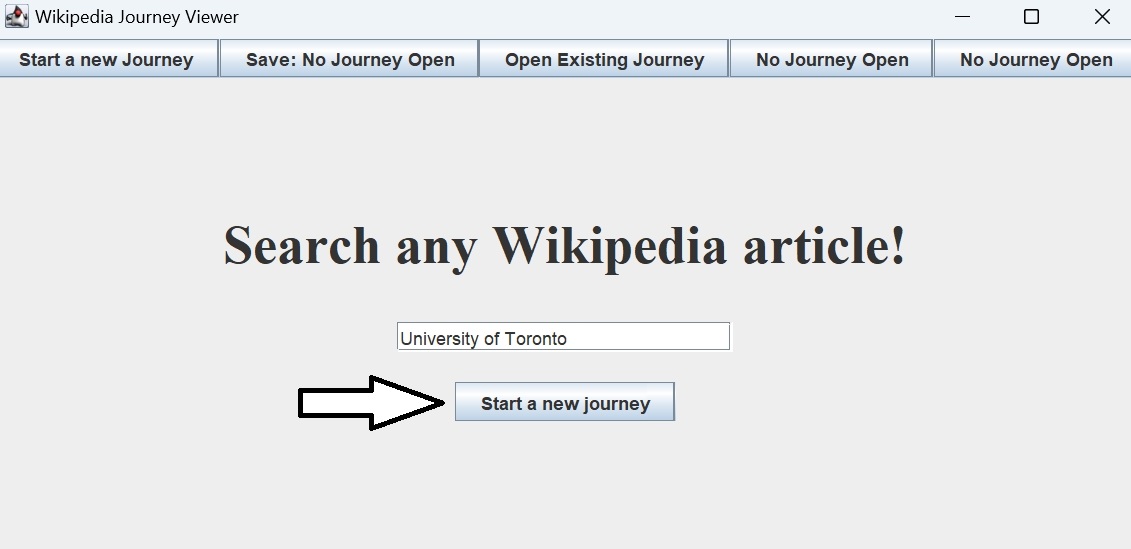 Wikipedia Journey Viewer
Start a new Journey Save: No Journey Open Open Existing Journey No Journey Open No Journey Open
Search any Wikipedia article!
University of Toronto
Start a new journey